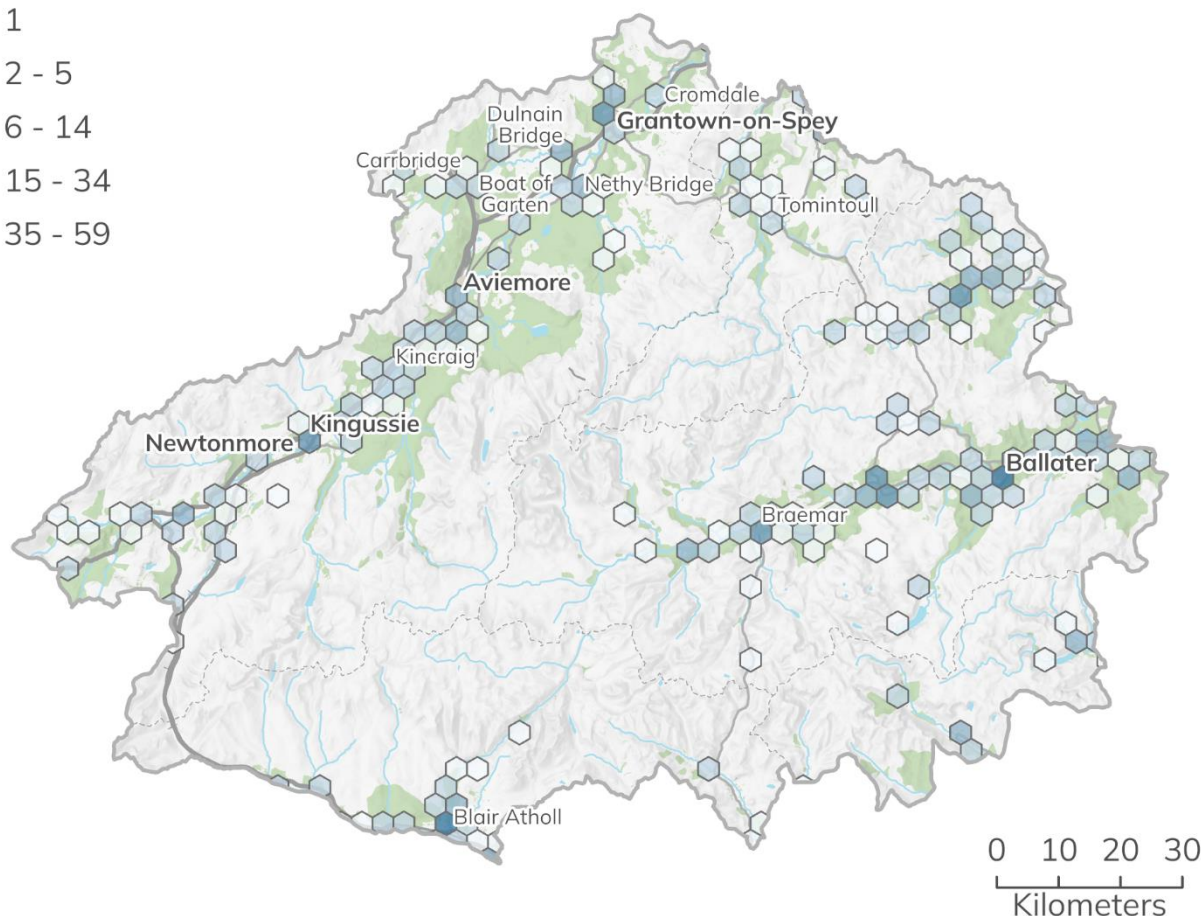 1
2 - 5
6 - 14
15 - 34
35 - 59
Cromdale
Dulnain
Bridge
Grantown-on-Spey
Carrbridge
Boat of
Garten
Nethy Bridge
Tomintoull
Aviemore
Kincraig
Kingussie
Newtonmore
Ballater
Braemar
Blair Atholl
0 10 20 30
Kilometers